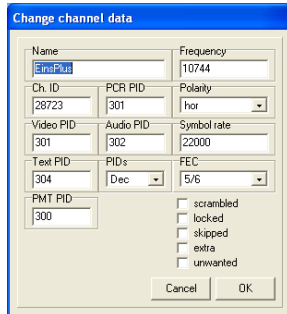 Change channel data
Name Frequency
EinsPlus 10744
Ch. ID PCR PID Polarity
28723 301 hor
Video PID Audio PID Symbol rate
301 302 22000
Text PID PIDs FEC
304 Dec 5/6
PMT PID
300
scrambled
locked
skipped
extra
unwanted
Cancel OK